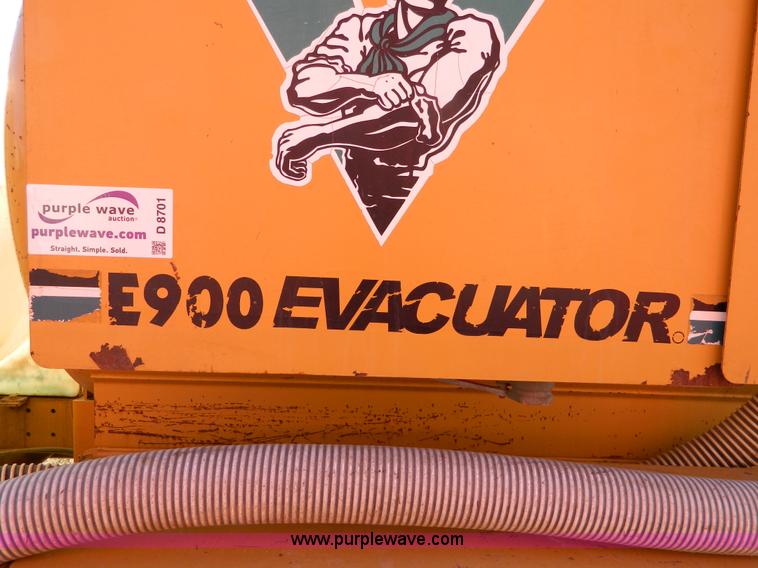 purple wave
auction
purplewave.com
Straight. Simple. Sold.
D 8701
E900 EVACUATOR
www.purplewave.com